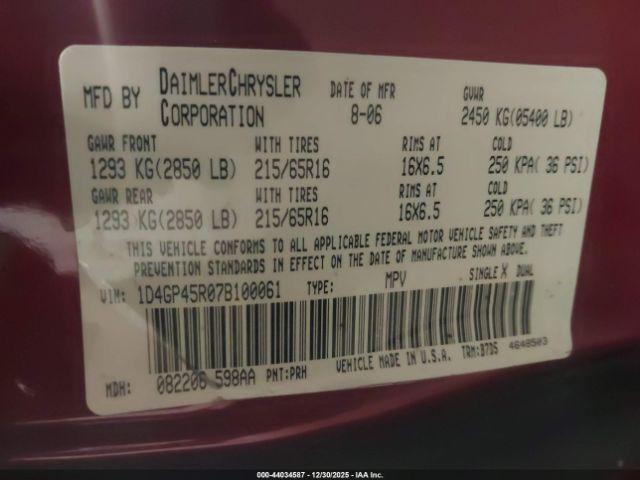 MFD BY DAIMLERCHRYSLER CORPORATION DATE OF MFR 8-06 GVWR 2450 KG(05400 LB)
GAWR FRONT WITH TIRES RIMS AT COLD
1293 KG(2850 LB) 215/65R16 16X6.5 250 KPA( 36 PSI)
GAWR REAR WITH TIRES RIMS AT COLD
1293 KG(2850 LB) 215/65R16 16X6.5 250 KPA( 36 PSI)
THIS VEHICLE CONFORMS TO ALL APPLICABLE FEDERAL MOTOR VEHICLE SAFETY AND THEFT
PREVENTION STANDARDS IN EFFECT ON THE DATE OF MANUFACTURE SHOWN ABOVE.
VIN: 1D4GP45R07B100061 TYPE: MPV SINGLE X DUAL
MDH: 082206 598AA PNT:PRH VEHICLE MADE IN U.S.A. TRM:B7D5 4648503
000-44034587 - 12/30/2025 - IAA Inc.